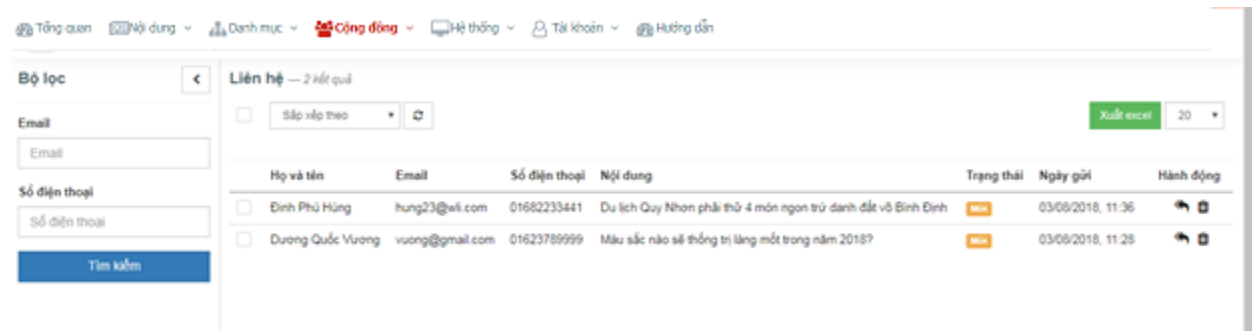 Tổng quan Nội dung Danh mục Cộng đồng Hệ thống Tài khoản Hướng dẫn
Bộ lọc
Liên hệ — 2 kết quả
Sắp xếp theo
Xuất excel 20
Email
Email
Số điện thoại
Số điện thoại
Tìm kiếm
Họ và tên Email Số điện thoại Nội dung Trạng thái Ngày gửi Hành động
Đinh Phú Hùng hung23@wli.com 01682233441 Du lịch Quy Nhơn phải thử 4 món ngon trứ danh đất võ Bình Định Mới 03/08/2018, 11:36
Dương Quốc Vương vuong@gmail.com 01623789999 Màu sắc nào sẽ thống trị làng mốt trong năm 2018? Mới 03/08/2018, 11:28